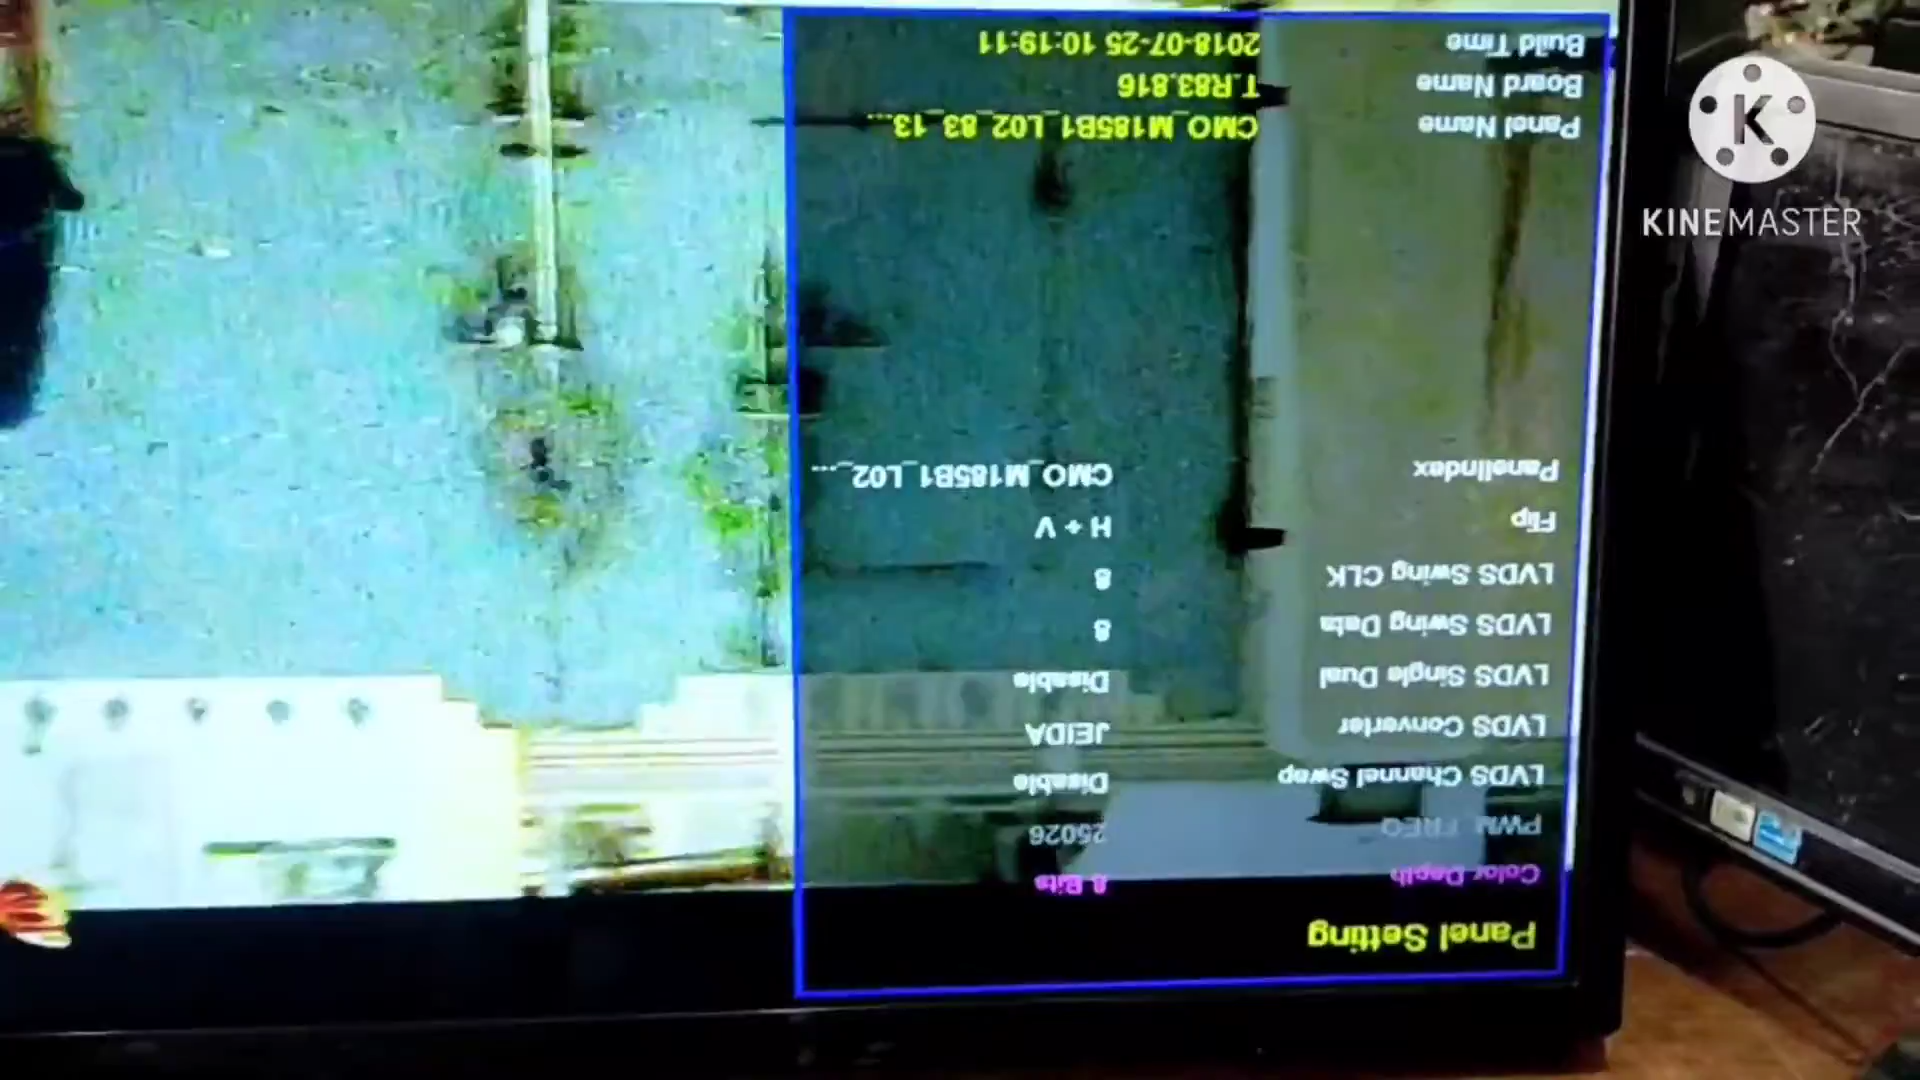 Panel Setting
Color Depth 8 Bits
PWM_FREQ 25026
LVDS Channel Swap Disable
LVDS Converter JEIDA
LVDS Single Dual Disable
LVDS Swing Data 8
LVDS Swing CLK 8
Flip H + V
PanelIndex CMO_M185B1_L02_...
Panel Name CMO_M185B1_L02_83_13...
Board Name T.R83.816
Build Time 2018-07-25 10:19:11
K
KINEMASTER